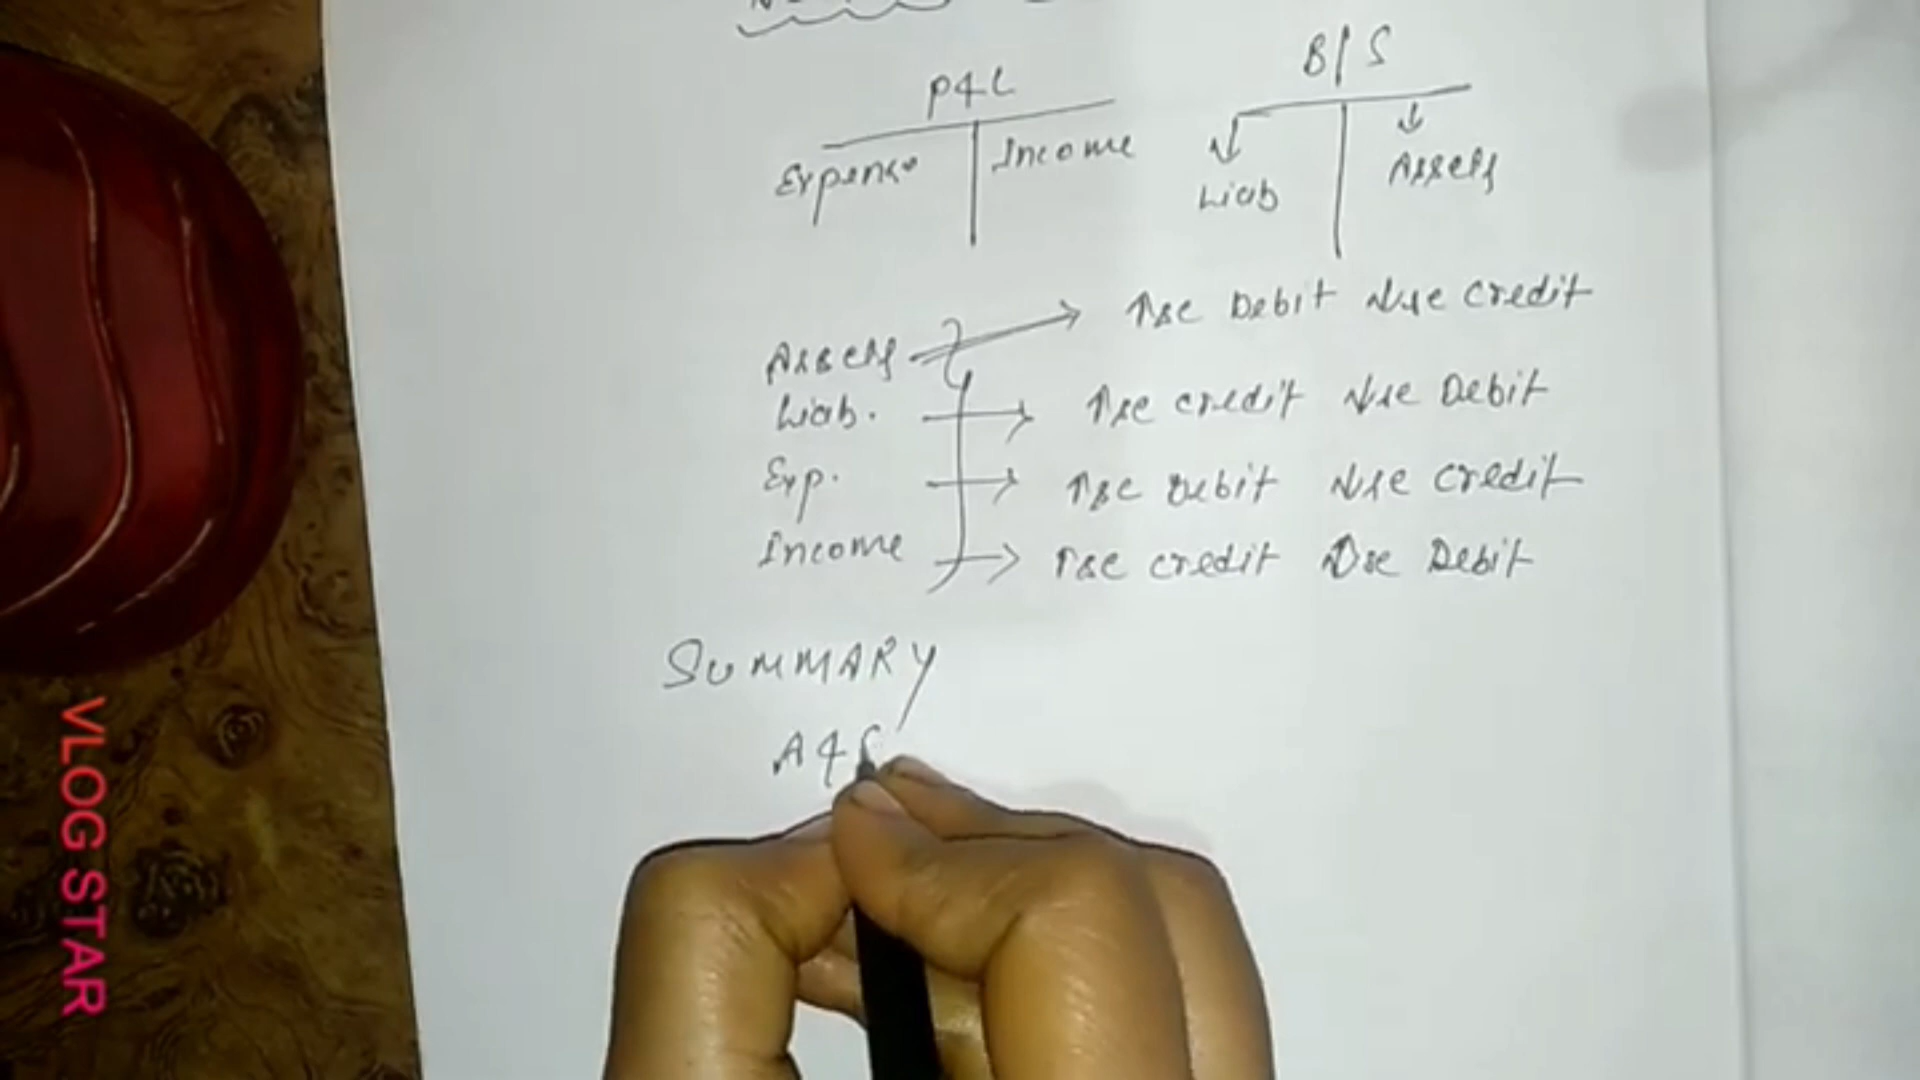 P&L
Expense Income
B/S
Liab Assets
Assets → ↑se Debit ↓se credit
Liab. → ↑se credit ↓se Debit
Exp. → ↑se Debit ↓se credit
Income → ↑se credit Dse Debit
SUMMARY
A &
VLOG STAR